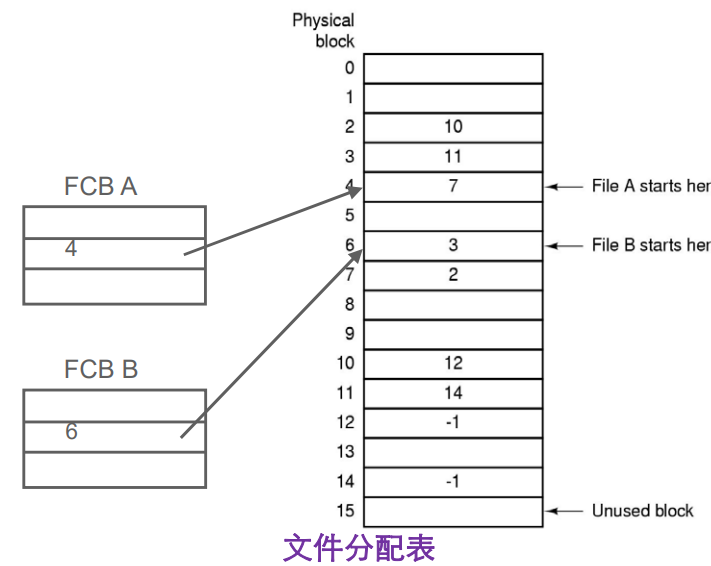 Physical
block
0
1
2 10
3 11
FCB A
4 7 File A starts her
5
4
6 3 File B starts her
7 2
8
9
FCB B
10 12
11 14
12 -1
6
13
14 -1
15 Unused block
文件分配表